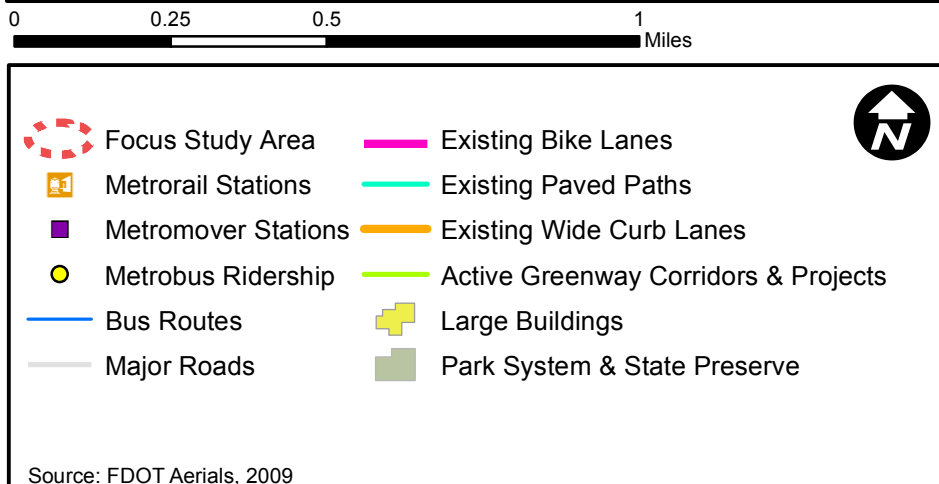 0 0.25 0.5 1
Miles
N
Focus Study Area
Existing Bike Lanes
Metrorail Stations
Existing Paved Paths
Metromover Stations
Existing Wide Curb Lanes
Metrobus Ridership
Active Greenway Corridors & Projects
Bus Routes
Large Buildings
Major Roads
Park System & State Preserve
Source: FDOT Aerials, 2009